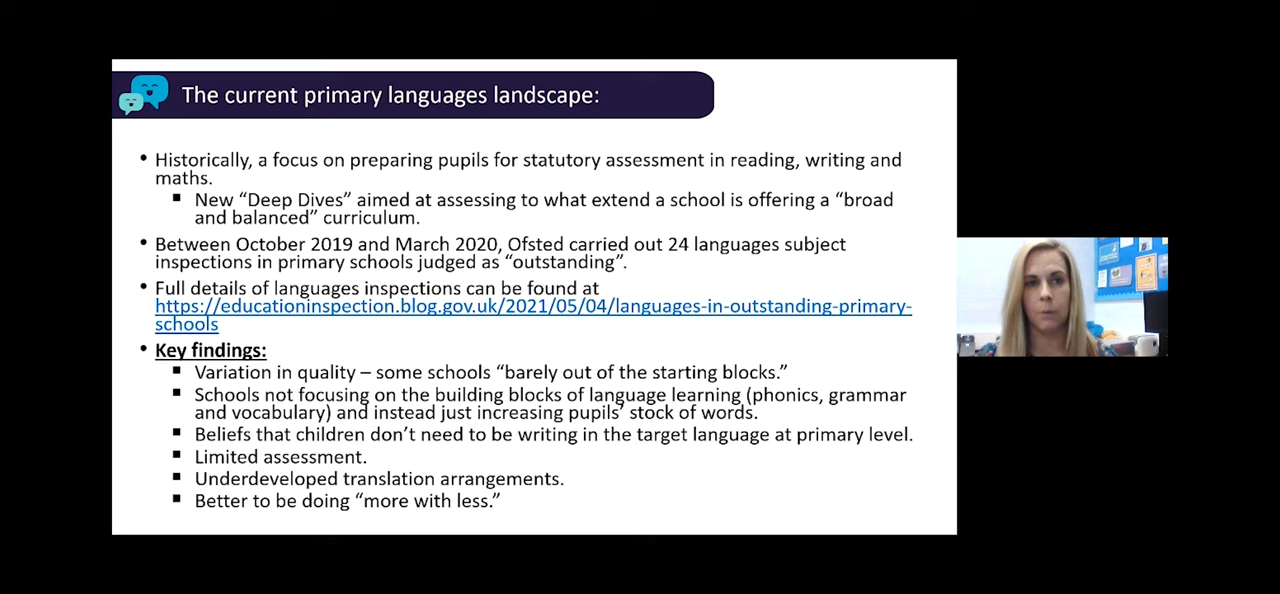 The current primary languages landscape:
• Historically, a focus on preparing pupils for statutory assessment in reading, writing and
maths.
▪ New “Deep Dives” aimed at assessing to what extend a school is offering a “broad
and balanced” curriculum.
• Between October 2019 and March 2020, Ofsted carried out 24 languages subject
inspections in primary schools judged as “outstanding”.
• Full details of languages inspections can be found at
https://educationinspection.blog.gov.uk/2021/05/04/languages-in-outstanding-primary-
schools
• Key findings:
▪ Variation in quality – some schools “barely out of the starting blocks.”
▪ Schools not focusing on the building blocks of language learning (phonics, grammar
and vocabulary) and instead just increasing pupils’ stock of words.
▪ Beliefs that children don’t need to be writing in the target language at primary level.
▪ Limited assessment.
▪ Underdeveloped translation arrangements.
▪ Better to be doing “more with less.”